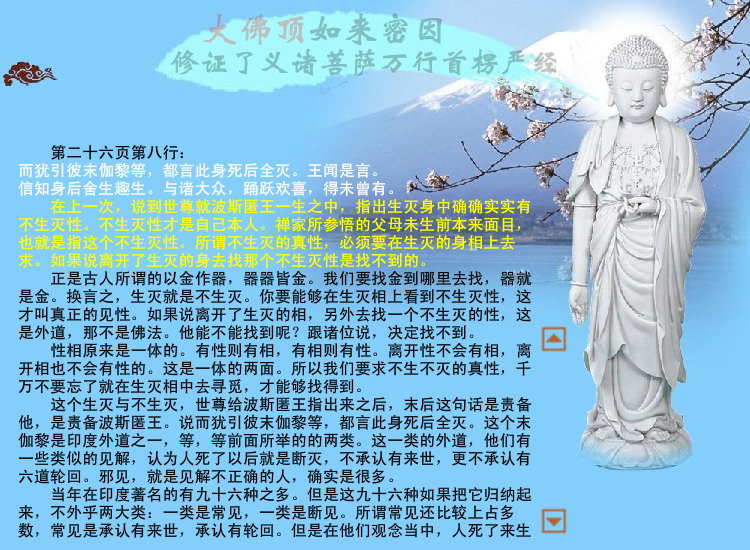 大佛顶如来密因
修证了义诸菩萨万行首楞严经
第二十六页第八行：
而犹引彼末伽黎等，都言此身死后全灭。王闻是言。
信知身后舍生趣生。与诸大众，踊跃欢喜，得未曾有。
在上一次，说到世尊就波斯匿王一生之中，指出生灭身中确确实实有
不生灭性。不生灭性才是自己本人。禅家所参悟的父母未生前本来面目，
也就是指这个不生灭性。所谓不生灭的真性，必须要在生灭的身相上去
求。如果说离开了生灭的身去找那个不生灭性是找不到的。
正是古人所谓的以金作器，器器皆金。我们要找金到哪里去找，器就
是金。换言之，生灭就是不生灭。你要能够在生灭相上看到不生灭性，这
才叫真正的见性。如果说离开了生灭的相，另外去找一个不生灭的性，这
是外道，那不是佛法。他能不能找到呢？跟诸位说，决定找不到。
性相原来是一体的。有性则有相，有相则有性。离开性不会有相，离
开相也不会有性的。这是一体的两面。所以我们要求不生不灭的真性，千
万不要忘了就在生灭相中去寻觅，才能够找得到。
这个生灭与不生灭，世尊给波斯匿王指出来之后，末后这句话是责备
他，是责备波斯匿王。说而犹引彼末伽黎等，都言此身死后全灭。这个末
伽黎是印度外道之一，等，等前面所举的的两类。这一类的外道，他们有
一些类似的见解，认为人死了以后就是断灭，不承认有来世，更不承认有
六道轮回。邪见，就是见解不正确的人，确实是很多。
当年在印度著名的有九十六种之多。但是这九十六种如果把它归纳起
来，不外乎两大类：一类是常见，一类是断见。所谓常见还比较上占多
数，常见是承认有来世，承认有轮回。但是在他们观念当中，人死了来生